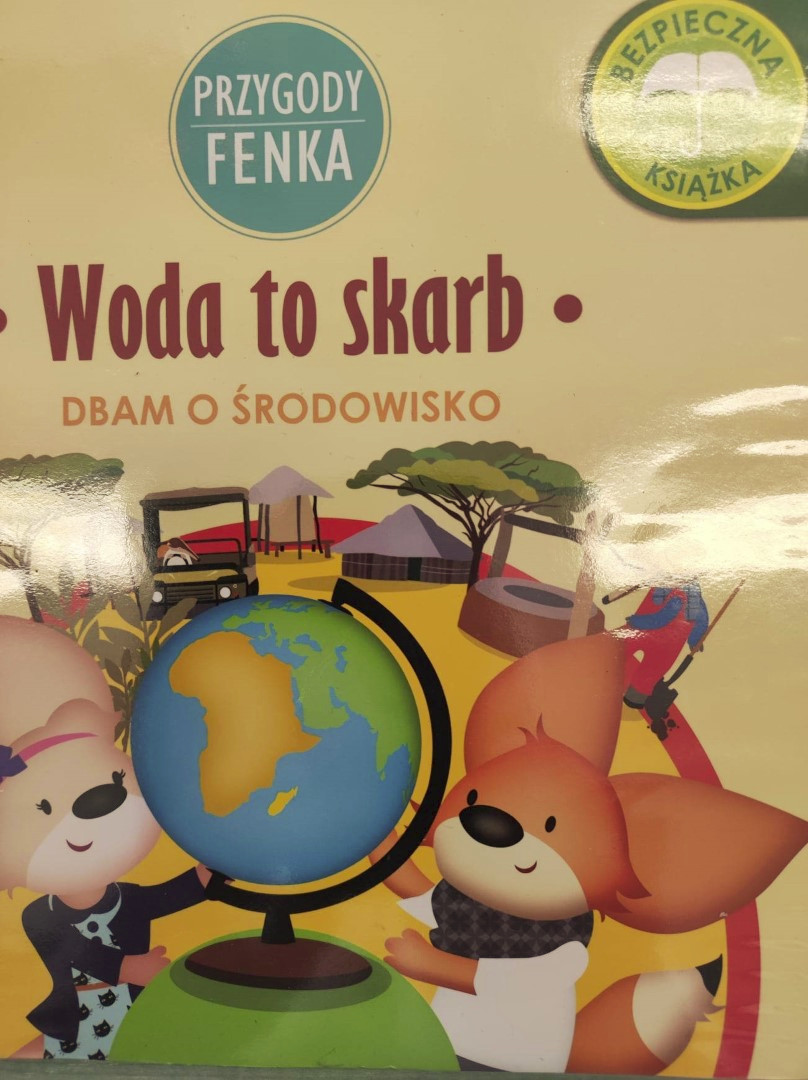 PRZYGODY
FENKA
BEZPIECZNA
KSIĄŻKA
• Woda to skarb •
DBAM O ŚRODOWISKO